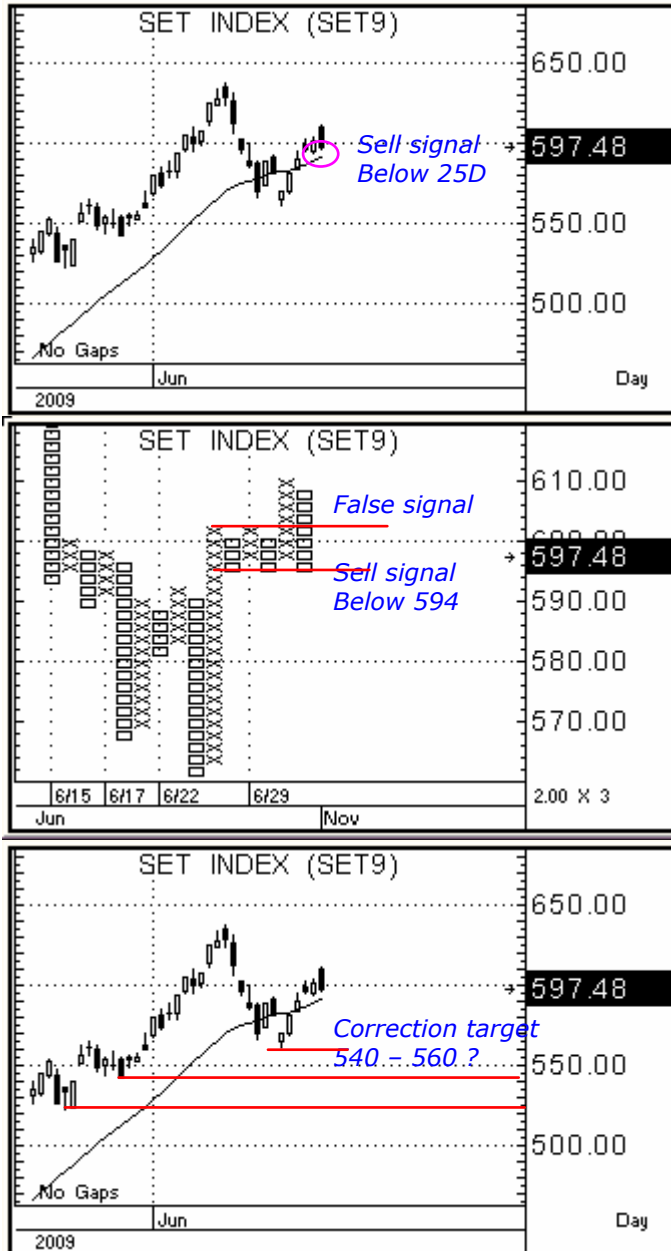 SET INDEX (SET9)
650.00
Sell signal
Below 25D
597.48
550.00
500.00
No Gaps
Jun
Day
2009
SET INDEX (SET9)
610.00
False signal
600.00
597.48
Sell signal
Below 594
590.00
580.00
570.00
6/15 6/17 6/22 6/29
2.00 X 3
Jun Nov
SET INDEX (SET9)
650.00
597.48
Correction target
540 – 560 ?
550.00
500.00
No Gaps
Jun
Day
2009